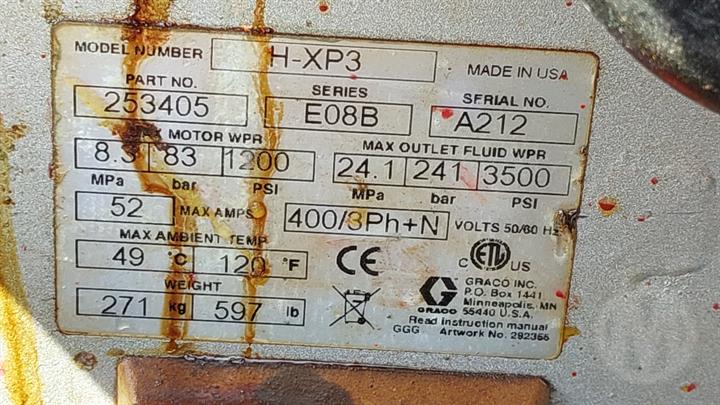 MODEL NUMBER H-XP3 MADE IN USA
PART NO. SERIES SERIAL NO.
253405 E08B A212
MAX MOTOR WPR MAX OUTLET FLUID WPR
8.3 83 1200 24.1 241 3500
MPa bar PSI MPa bar PSI
52 MAX AMPS 400/3Ph+N VOLTS 50/60 Hz
MAX AMBIENT TEMP
49 °C 120 °F
WEIGHT
271 kg 597 lb
CE
C ETL US
G
GRACO
GRACO INC.
P.O. Box 1441
Minneapolis, MN
55440 U.S.A.
Read instruction manual
GGG Artwork No. 292355